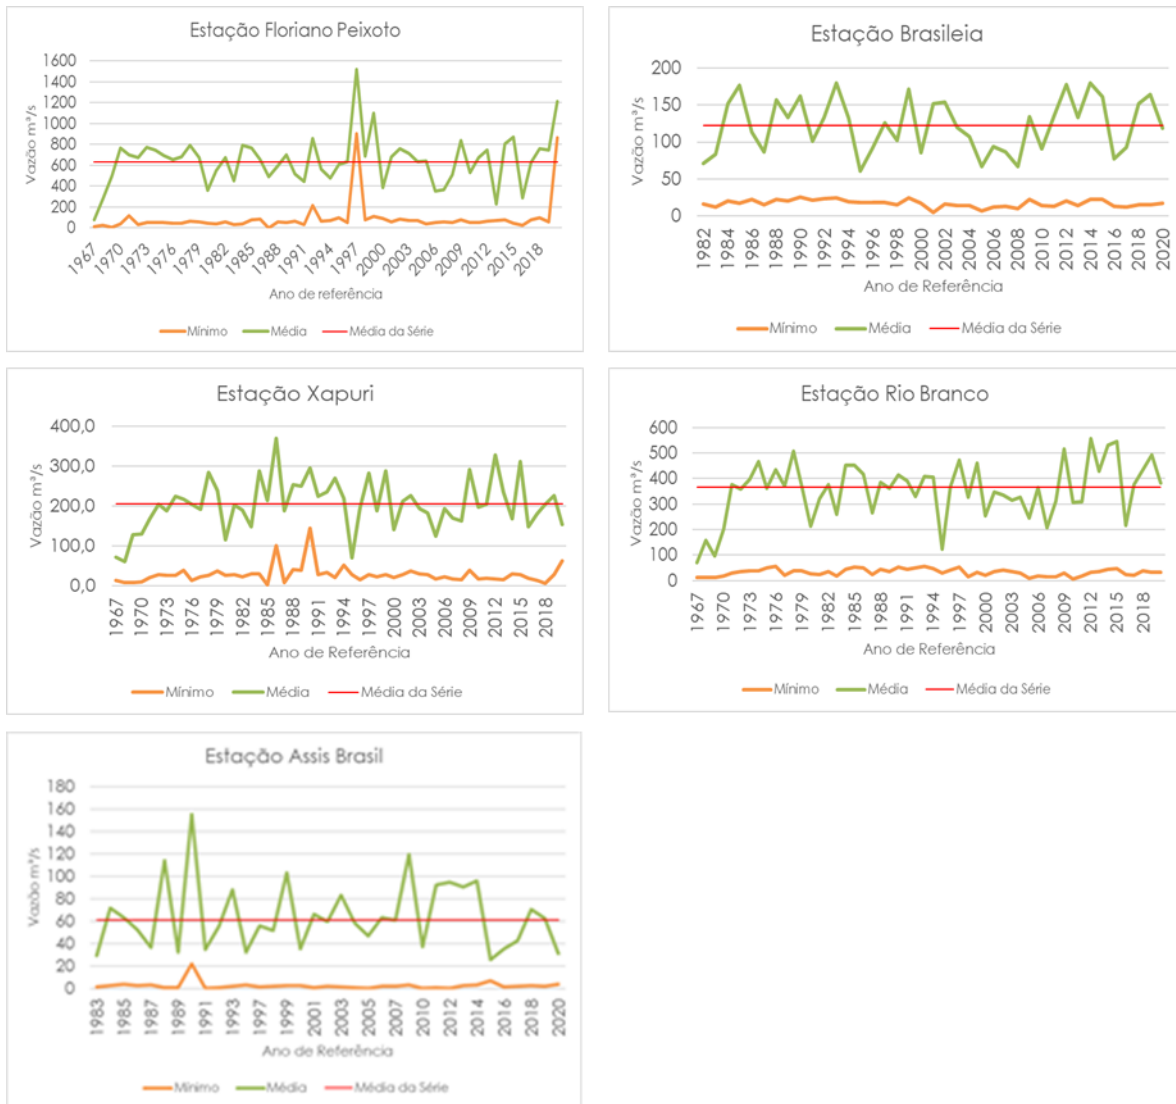 Estação Floriano Peixoto
Vazão m³/s
1600
1400
1200
1000
800
600
400
200
0
1967 1970 1973 1976 1979 1982 1985 1988 1991 1994 1997 2000 2003 2006 2009 2012 2015 2018
Ano de referência
Mínimo Média Média da Série
Estação Brasileia
Vazão m³/s
200
150
100
50
0
1982 1984 1986 1988 1990 1992 1994 1996 1998 2000 2002 2004 2006 2008 2010 2012 2014 2016 2018 2020
Ano de Referência
Mínimo Média Média da Série
Estação Xapuri
Vazão m³/s
400,0
300,0
200,0
100,0
0,0
1967 1970 1973 1976 1979 1982 1985 1988 1991 1994 1997 2000 2003 2006 2009 2012 2015 2018
Ano de Referência
Mínimo Média Média da Série
Estação Rio Branco
Vazão m³/s
600
500
400
300
200
100
0
1967 1970 1973 1976 1979 1982 1985 1988 1991 1994 1997 2000 2003 2006 2009 2012 2015 2018
Ano de Referência
Mínimo Média Média da Série
Estação Assis Brasil
Vazão m³/s
180
160
140
120
100
80
60
40
20
0
1983 1985 1987 1989 1991 1993 1995 1997 1999 2001 2003 2005 2007 2010 2012 2014 2016 2018 2020
Ano de Referência
Mínimo Média Média da Série